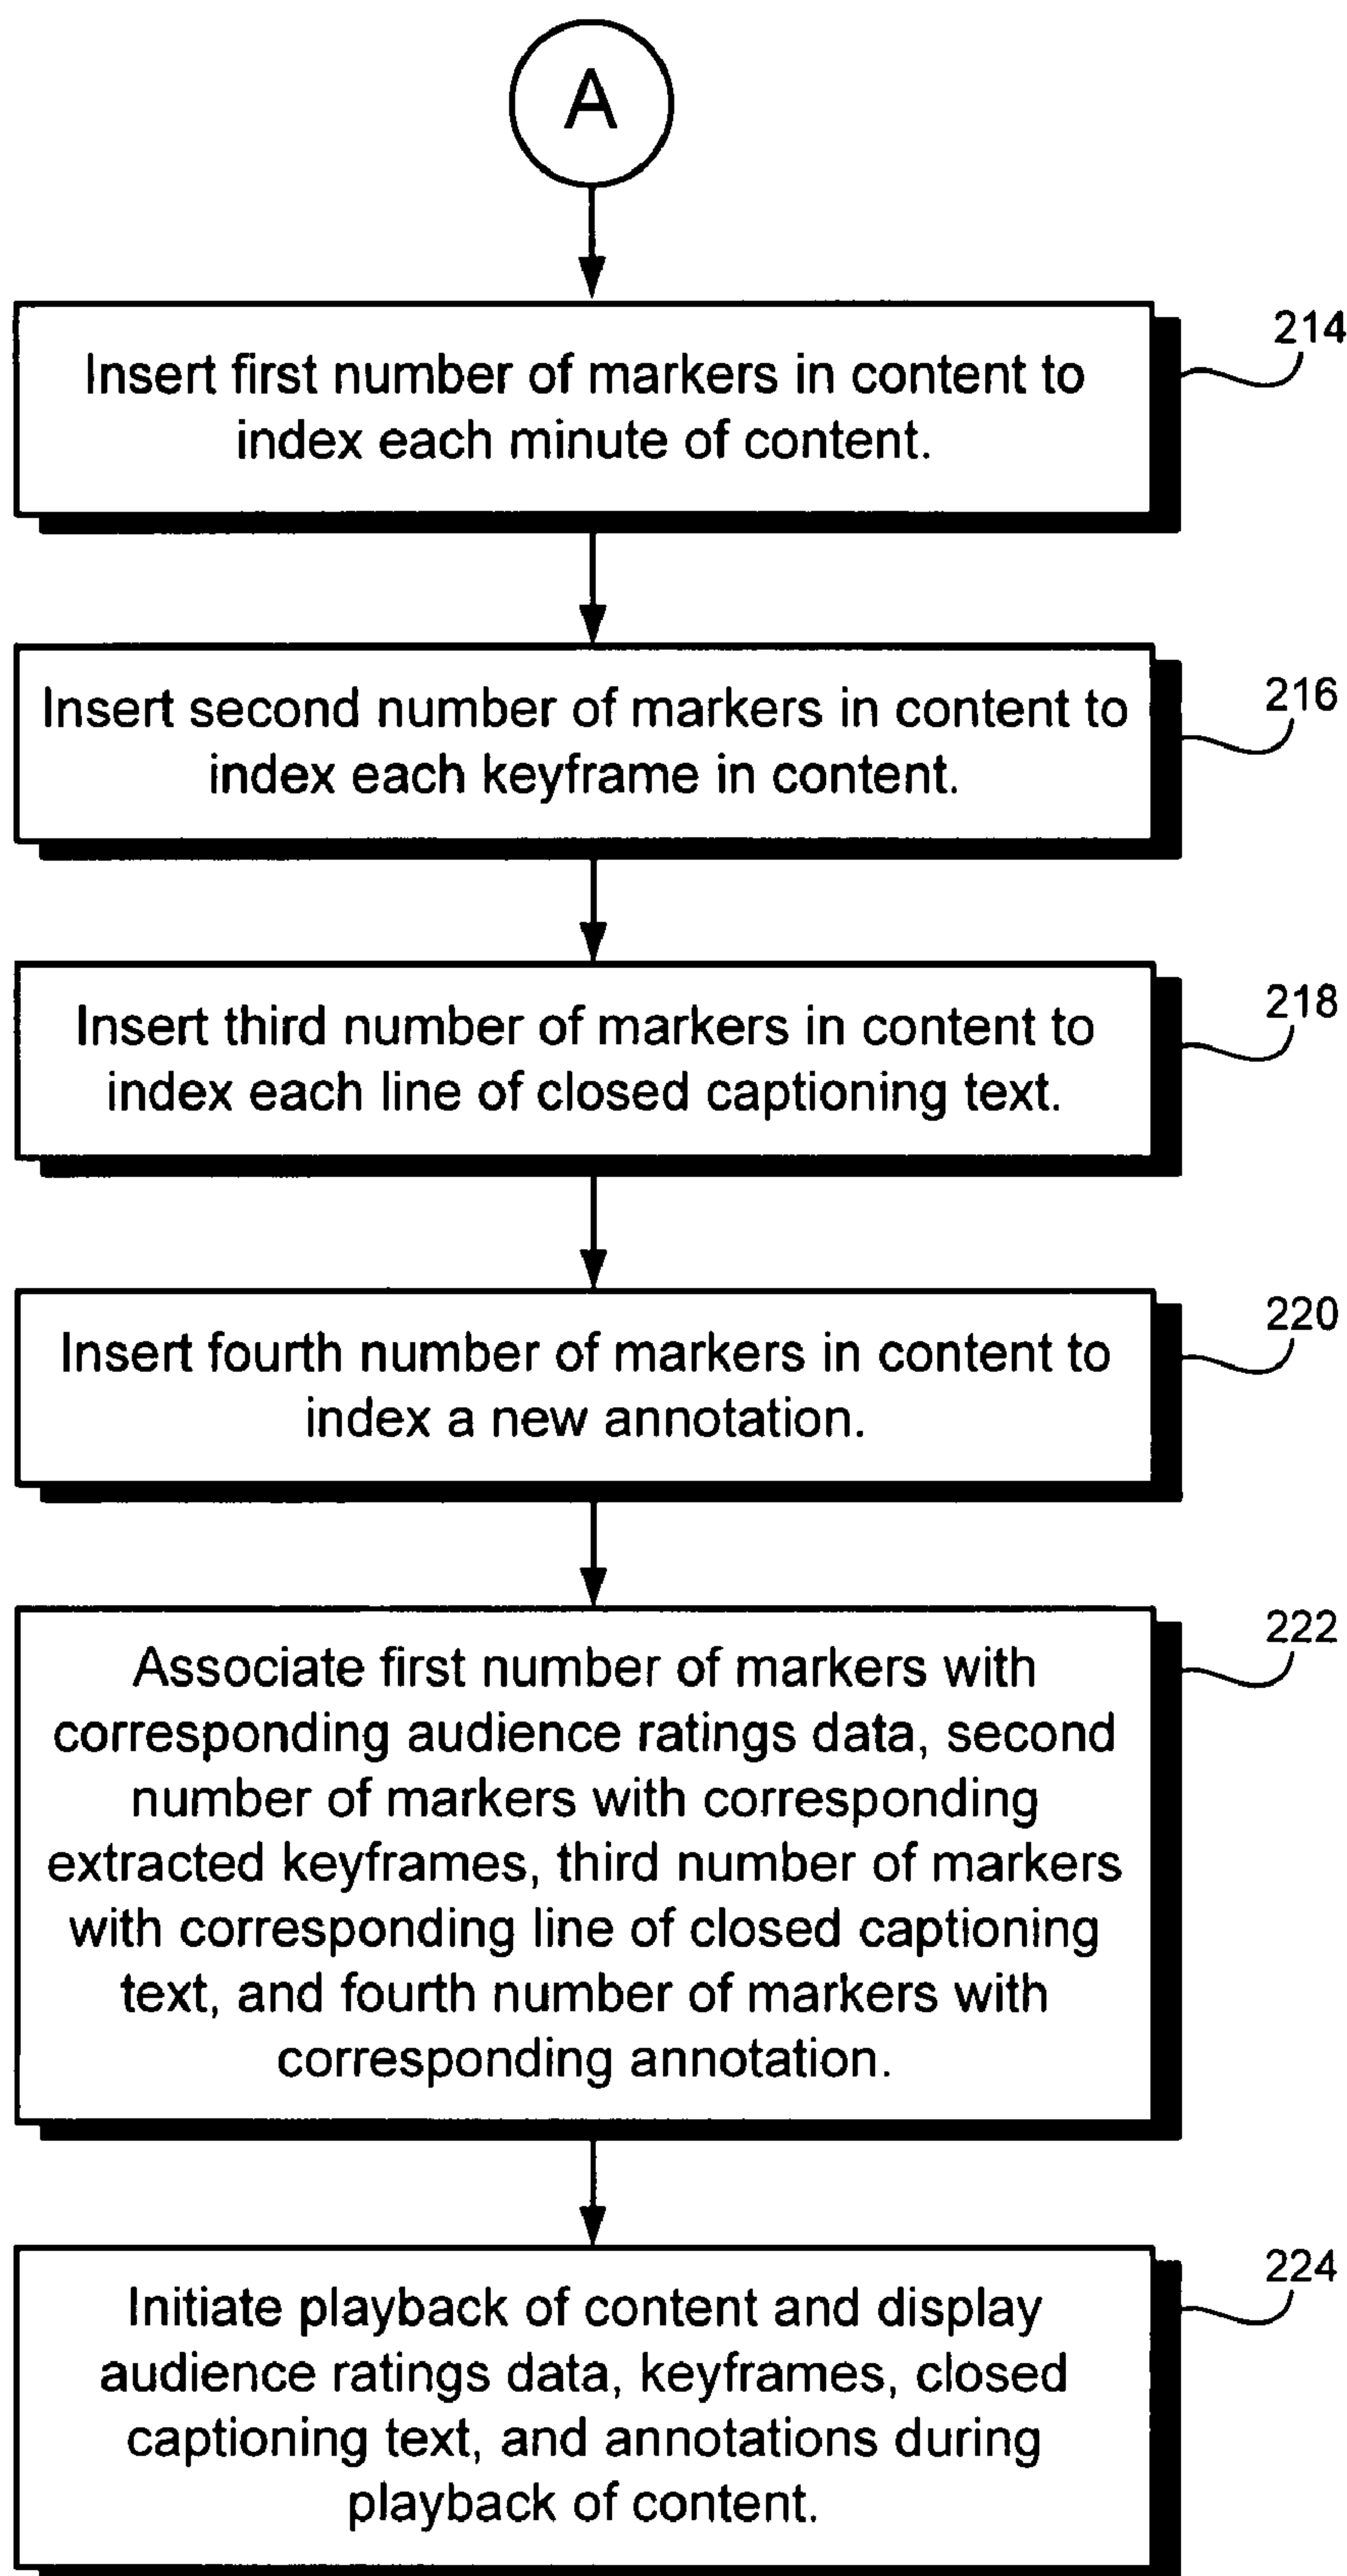 A
Insert first number of markers in content to
index each minute of content.
214
Insert second number of markers in content to
index each keyframe in content.
216
Insert third number of markers in content to
index each line of closed captioning text.
218
Insert fourth number of markers in content to
index a new annotation.
220
Associate first number of markers with
corresponding audience ratings data, second
number of markers with corresponding
extracted keyframes, third number of markers
with corresponding line of closed captioning
text, and fourth number of markers with
corresponding annotation.
222
Initiate playback of content and display
audience ratings data, keyframes, closed
captioning text, and annotations during
playback of content.
224